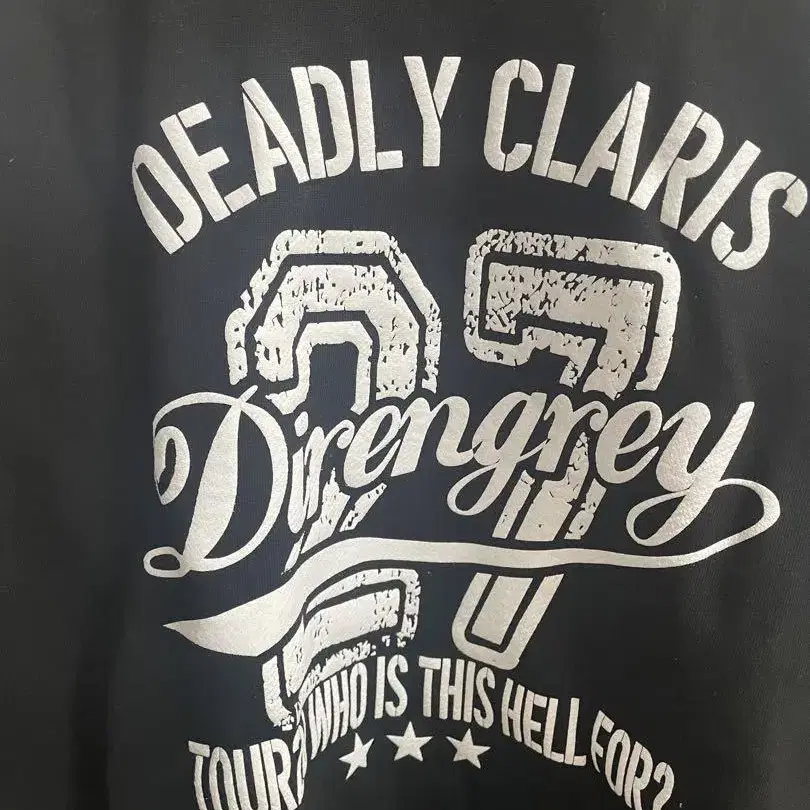 DEADLY CLARIS
27
Direngrey
TOUR WHO IS THIS HELL FOR?